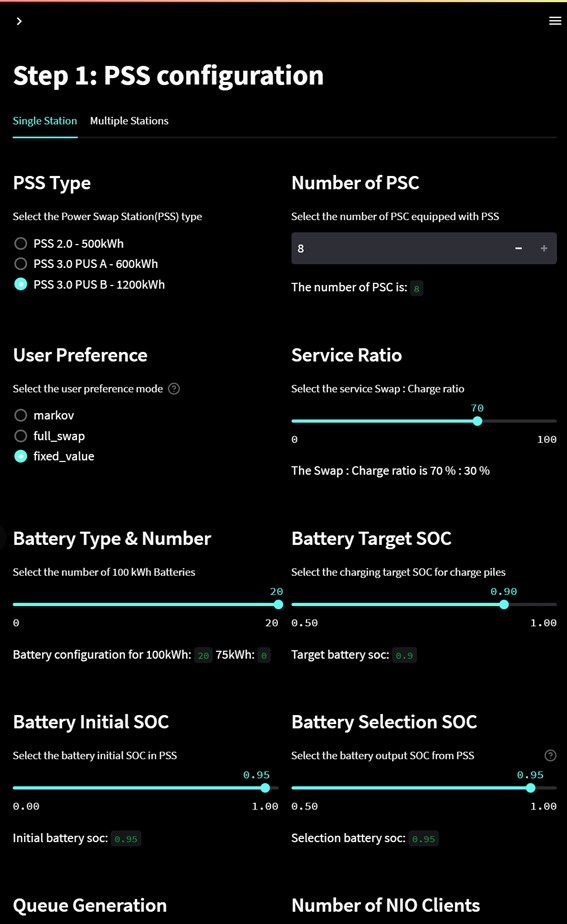 Step 1: PSS configuration
Single Station Multiple Stations
PSS Type
Select the Power Swap Station(PSS) type
PSS 2.0 - 500kWh
PSS 3.0 PUS A - 600kWh
PSS 3.0 PUS B - 1200kWh
Number of PSC
Select the number of PSC equipped with PSS
8
The number of PSC is: 8
User Preference
Select the user preference mode
markov
full_swap
fixed_value
Service Ratio
Select the service Swap : Charge ratio
70
0 100
The Swap : Charge ratio is 70 % : 30 %
Battery Type & Number
Select the number of 100 kWh Batteries
20
0 20
Battery configuration for 100kWh: 20 75kWh: 0
Battery Target SOC
Select the charging target SOC for charge piles
0.90
0.50 1.00
Target battery soc: 0.9
Battery Initial SOC
Select the battery initial SOC in PSS
0.95
0.00 1.00
Initial battery soc: 0.95
Battery Selection SOC
Select the battery output SOC from PSS
0.95
0.50 1.00
Selection battery soc: 0.95
Queue Generation
Number of NIO Clients